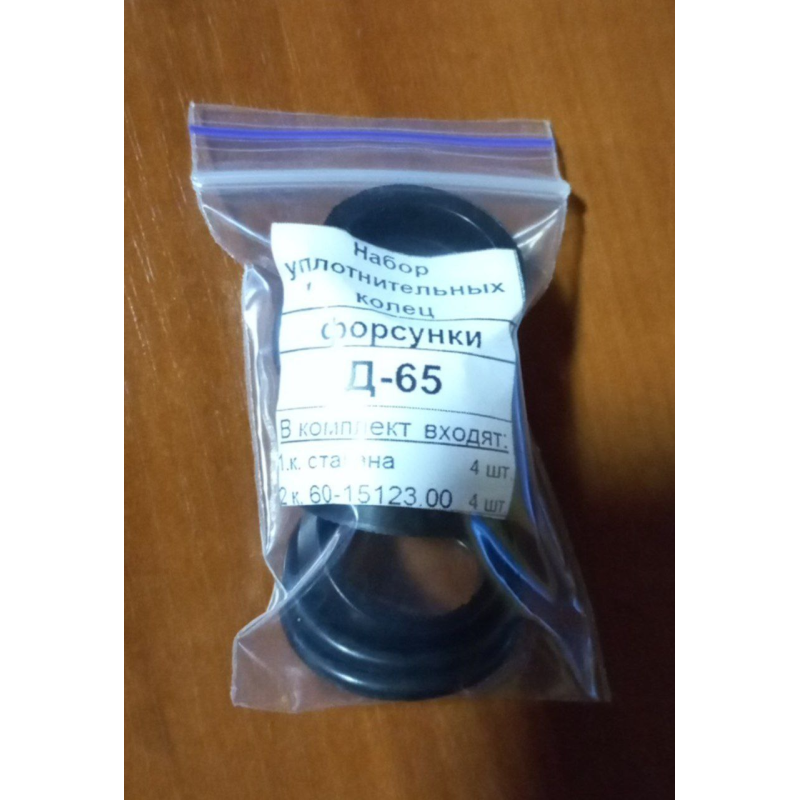 Набор
уплотнительных
колец
форсунки
Д-65
В комплект входят:
1.к. стакана 4 шт
2 к. 60-15123.00 4 шт